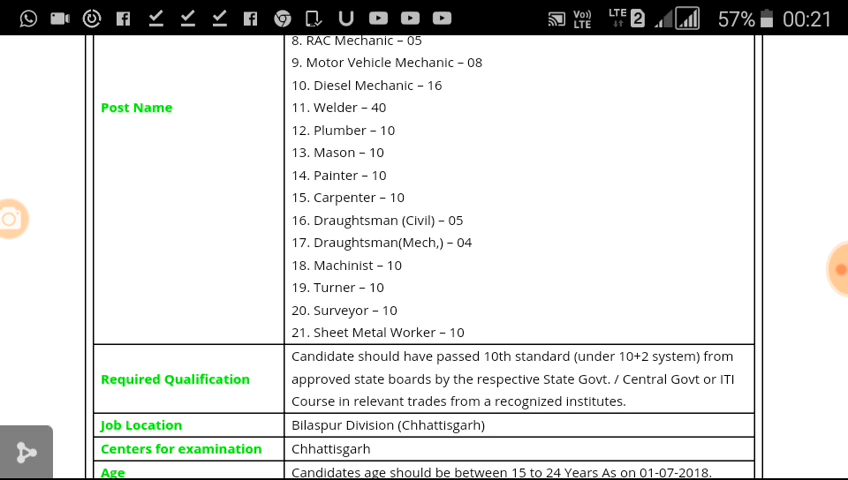 Vo))
LTE
LTE
2
57%
00:21
8. RAC Mechanic – 05
9. Motor Vehicle Mechanic – 08
10. Diesel Mechanic – 16
Post Name
11. Welder – 40
12. Plumber – 10
13. Mason – 10
14. Painter – 10
15. Carpenter – 10
16. Draughtsman (Civil) – 05
17. Draughtsman(Mech,) – 04
18. Machinist – 10
19. Turner – 10
20. Surveyor – 10
21. Sheet Metal Worker – 10
Required Qualification
Candidate should have passed 10th standard (under 10+2 system) from
approved state boards by the respective State Govt. / Central Govt or ITI
Course in relevant trades from a recognized institutes.
Job Location
Bilaspur Division (Chhattisgarh)
Centers for examination
Chhattisgarh
Age
Candidates age should be between 15 to 24 Years As on 01-07-2018.